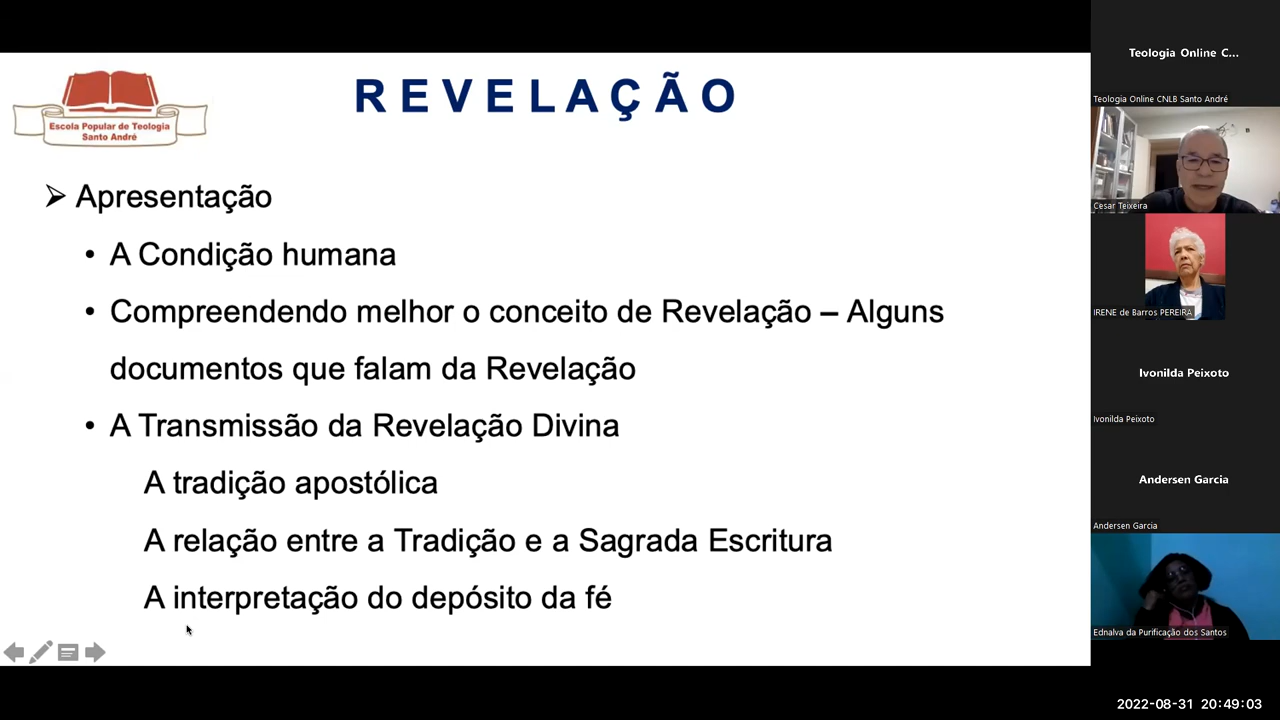 Escola Popular de Teologia
Santo André
REVELAÇÃO
Apresentação
• A Condição humana
• Compreendendo melhor o conceito de Revelação – Alguns
documentos que falam da Revelação
• A Transmissão da Revelação Divina
A tradição apostólica
A relação entre a Tradição e a Sagrada Escritura
A interpretação do depósito da fé
Teologia Online C...
Teologia Online CNLB Santo André
Cesar Teixeira
IRENE de Barros PEREIRA
Ivonilda Peixoto
Ivonilda Peixoto
Andersen Garcia
Andersen Garcia
Ednalva da Purificação dos Santos
2022-08-31 20:49:03